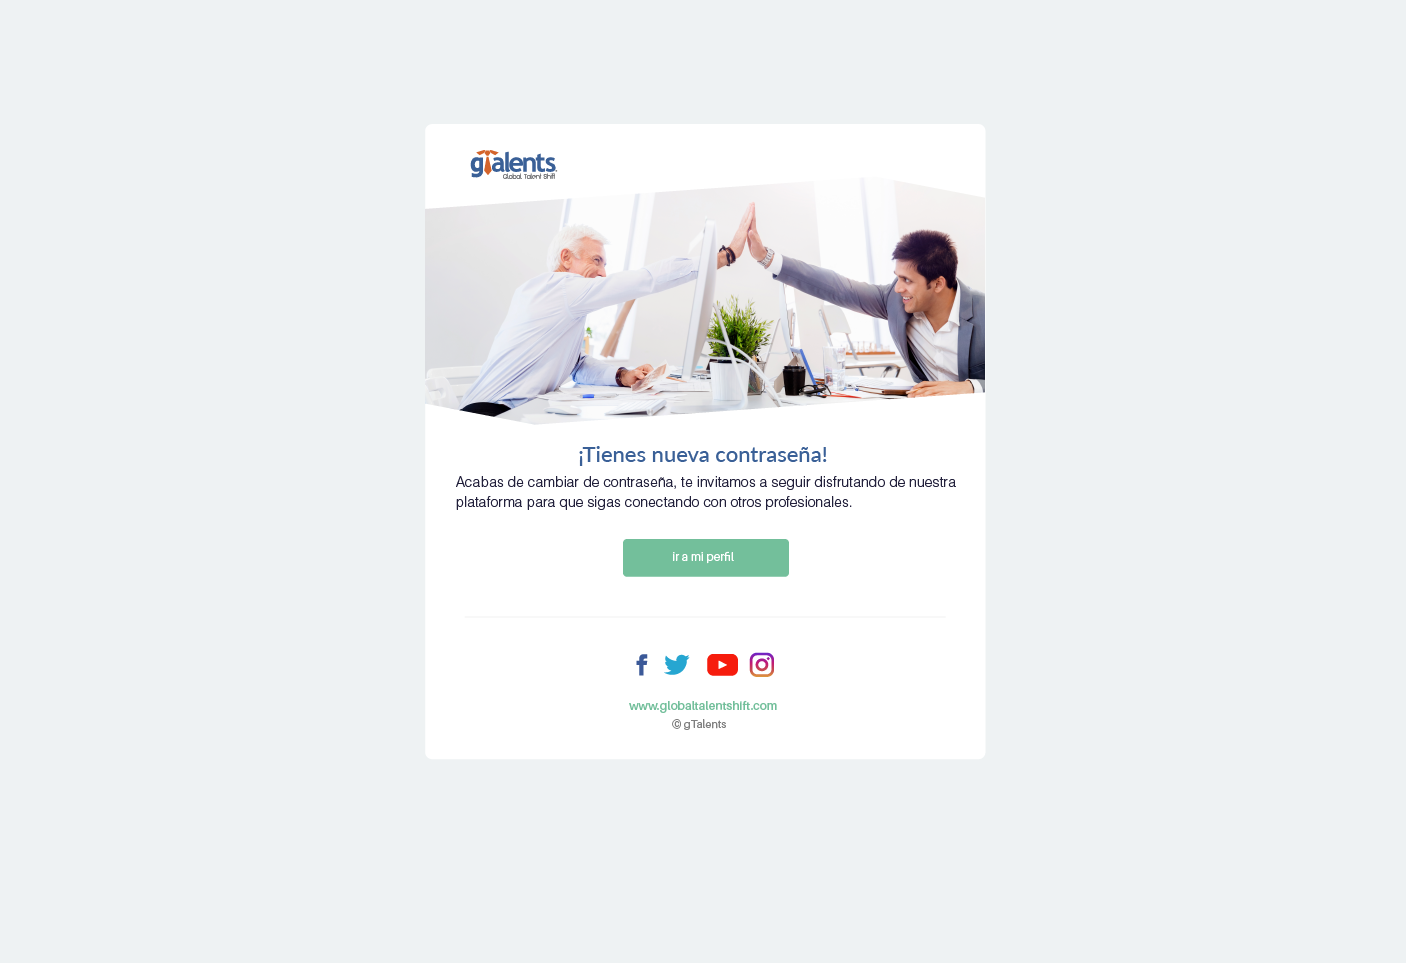 gTalents
Global Talent Shift
¡Tienes nueva contraseña!
Acabas de cambiar de contraseña, te invitamos a seguir disfrutando de nuestra
plataforma para que sigas conectando con otros profesionales.
ir a mi perfil
www.globaltalentshift.com
© gTalents